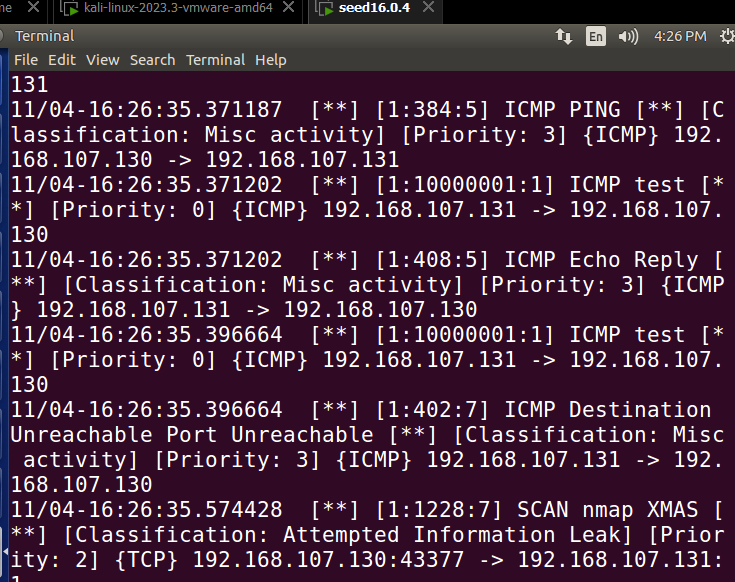 me kali-linux-2023.3-vmware-amd64 seed16.0.4
Terminal En 4:26 PM
File Edit View Search Terminal Help
131
11/04-16:26:35.371187  [**] [1:384:5] ICMP PING [**] [C
lassification: Misc activity] [Priority: 3] {ICMP} 192.
168.107.130 -> 192.168.107.131
11/04-16:26:35.371202  [**] [1:10000001:1] ICMP test [*
*] [Priority: 0] {ICMP} 192.168.107.131 -> 192.168.107.
130
11/04-16:26:35.371202  [**] [1:408:5] ICMP Echo Reply [
**] [Classification: Misc activity] [Priority: 3] {ICMP
} 192.168.107.131 -> 192.168.107.130
11/04-16:26:35.396664  [**] [1:10000001:1] ICMP test [*
*] [Priority: 0] {ICMP} 192.168.107.131 -> 192.168.107.
130
11/04-16:26:35.396664  [**] [1:402:7] ICMP Destination
Unreachable Port Unreachable [**] [Classification: Misc
 activity] [Priority: 3] {ICMP} 192.168.107.131 -> 192.
168.107.130
11/04-16:26:35.574428  [**] [1:1228:7] SCAN nmap XMAS [
**] [Classification: Attempted Information Leak] [Prior
ity: 2] {TCP} 192.168.107.130:43377 -> 192.168.107.131: